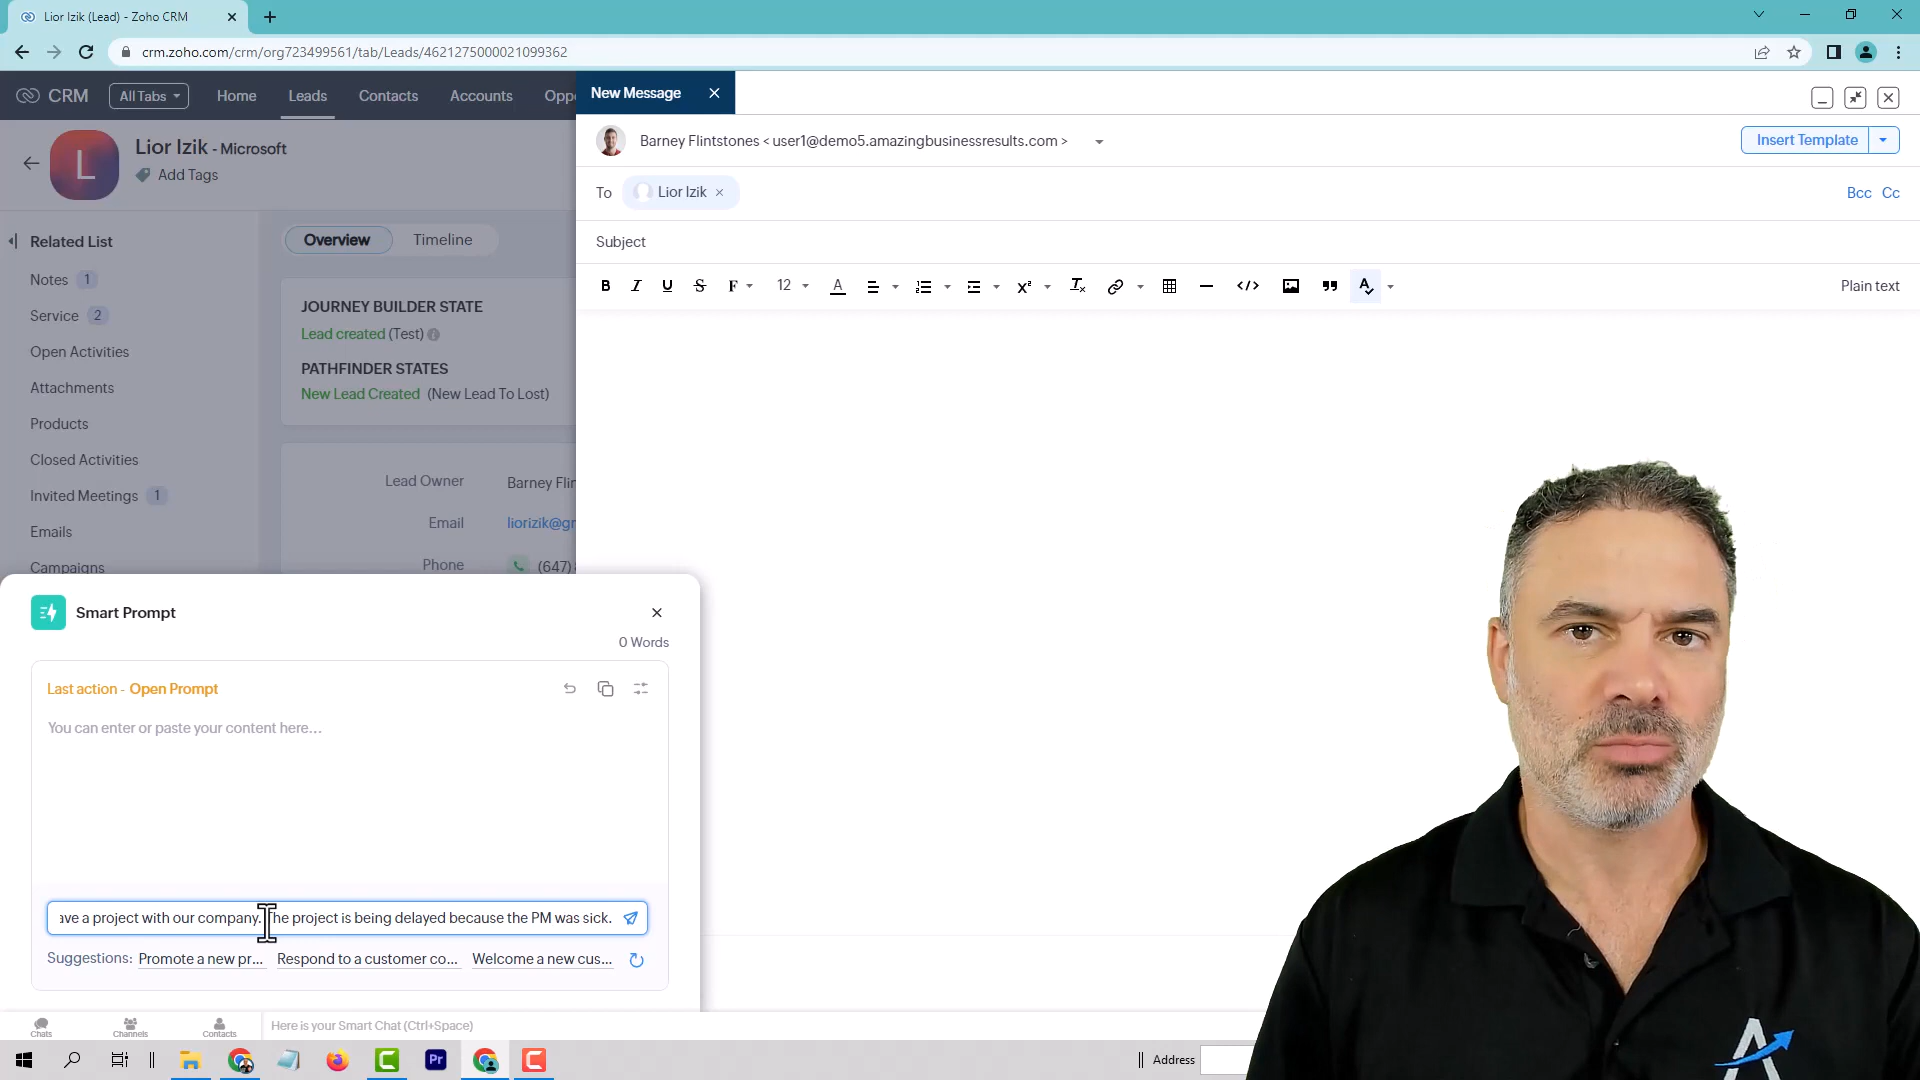 Lior Izik (Lead) - Zoho CRM
crm.zoho.com/crm/org723499561/tab/Leads/4621275000021099362
CRM
All Tabs
Home
Leads
Contacts
Accounts
Oppo
New Message
L
Lior Izik - Microsoft
Add Tags
Barney Flintstones < user1@demo5.amazingbusinessresults.com >
Insert Template
To
Lior Izik
Bcc
Cc
Subject
B
I
U
S
F
12
A
Plain text
Related List
Notes 1
Service 2
Open Activities
Attachments
Products
Closed Activities
Invited Meetings 1
Emails
Campaigns
Overview
Timeline
JOURNEY BUILDER STATE
Lead created (Test)
PATHFINDER STATES
New Lead Created (New Lead To Lost)
Lead Owner
Barney Flin
Email
liorizik@gr
Phone
(647)
Smart Prompt
0 Words
Last action - Open Prompt
You can enter or paste your content here...
ave a project with our company. The project is being delayed because the PM was sick.
Suggestions:
Promote a new pr...
Respond to a customer co...
Welcome a new cus...
Chats
Channels
Contacts
Here is your Smart Chat (Ctrl+Space)
Pr
Address